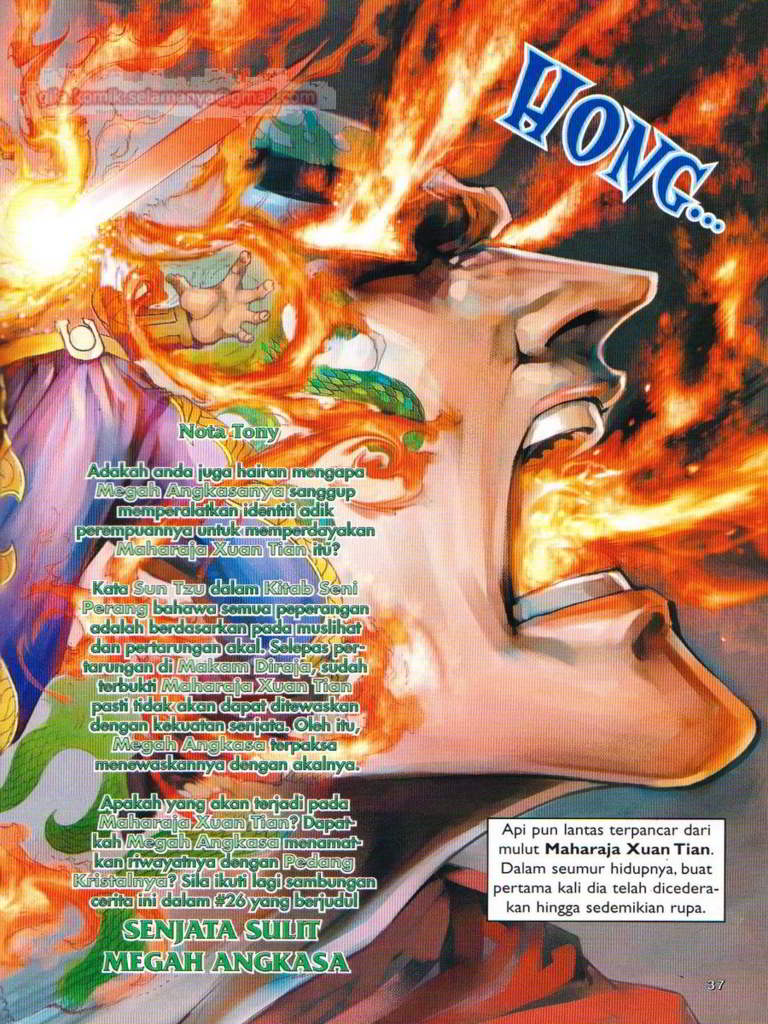 gila.komik.selamanya@gmail.com
HONG...
Nota Tony
Adakah anda juga hairan mengapa
Megah Angkasanya sanggup
memperalatkan identiti adik
perempuannya untuk memperdayakan
Maharaja Xuan Tian itu?
Kata Sun Tzu dalam Kitab Seni
Perang bahawa semua peperangan
adalah berdasarkan pada muslihat
dan pertarungan akal. Selepas per-
tarungan di Makam Diraja, sudah
terbukti Maharaja Xuan Tian
pasti tidak akan dapat ditewaskan
dengan kekuatan senjata. Oleh itu,
Megah Angkasa terpaksa
menewaskannya dengan akalnya.
Apakah yang akan terjadi pada
Maharaja Xuan Tian? Dapat-
kah Megah Angkasa menamat-
kan riwayatnya dengan Pedang
Kristalnya? Sila ikuti lagi sambungan
cerita ini dalam #26 yang berjudul
SENJATA SULIT
MEGAH ANGKASA
Api pun lantas terpancar dari
mulut Maharaja Xuan Tian.
Dalam seumur hidupnya, buat
pertama kali dia telah dicedera-
kan hingga sedemikian rupa.
37